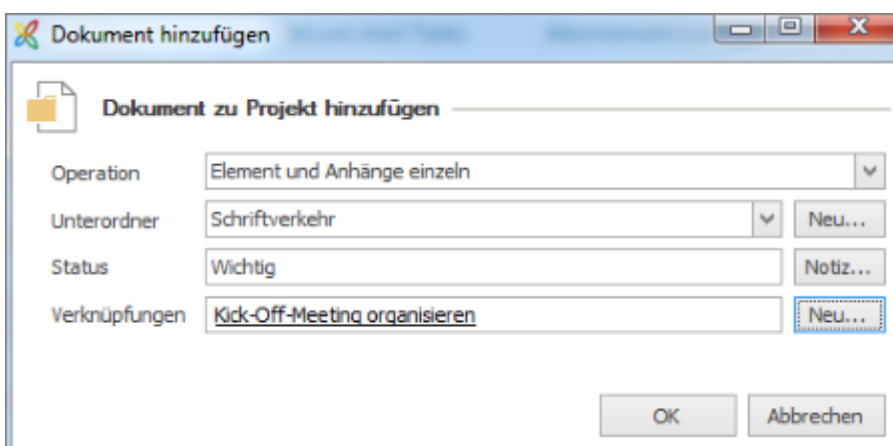 Dokument hinzufügen
Dokument zu Projekt hinzufügen
Operation Element und Anhänge einzeln
Unterordner Schriftverkehr Neu...
Status Wichtig Notiz...
Verknüpfungen Kick-Off-Meeting organisieren Neu...
OK Abbrechen